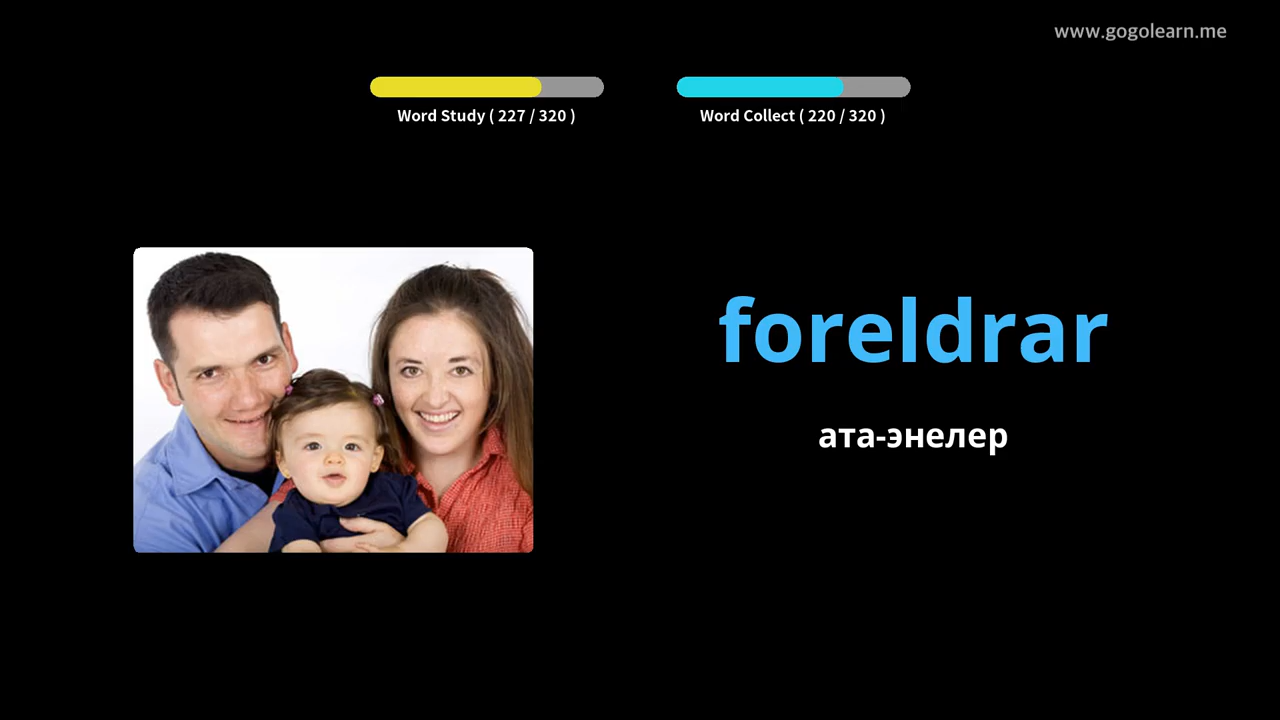 www.gogolearn.me
Word Study ( 227 / 320 )
Word Collect ( 220 / 320 )
foreldrar
ата-энелер